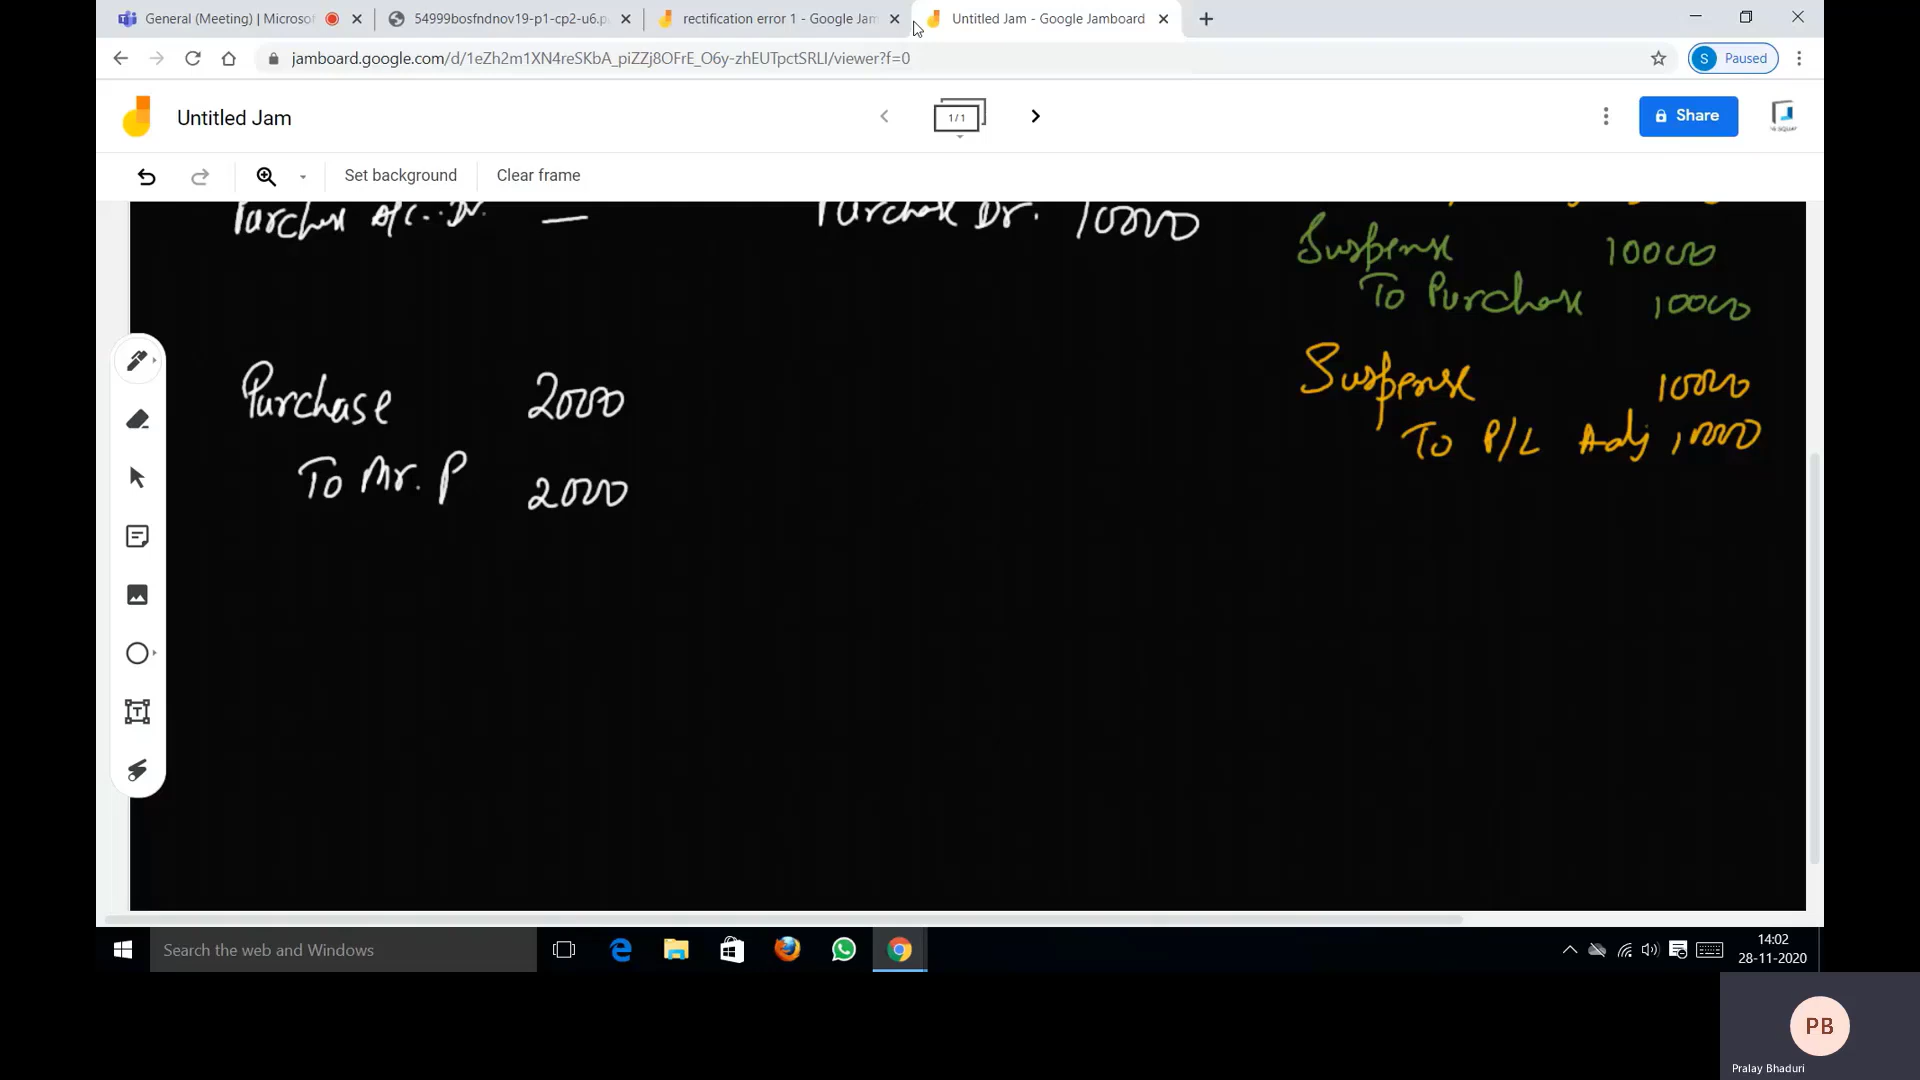 General (Meeting) | Microso
54999bosfndnov19-p1-cp2-u6.p
rectification error 1 - Google Jam
Untitled Jam - Google Jamboard
jamboard.google.com/d/1eZh2m1XN4reSKbA_piZZj8OFrE_O6y-zhEUTpctSRLI/viewer?f=0
S Paused
Untitled Jam
1/1
Share
Set background
Clear frame
Purchase A/C.. Dr. —
Purchase Dr. 10000
Suspense 10000
To Purchase 10000
Suspense 10000
To P/L Adj 10000
Purchase 2000
To Mr. P 2000
Search the web and Windows
14:02
28-11-2020
PB
Pralay Bhaduri